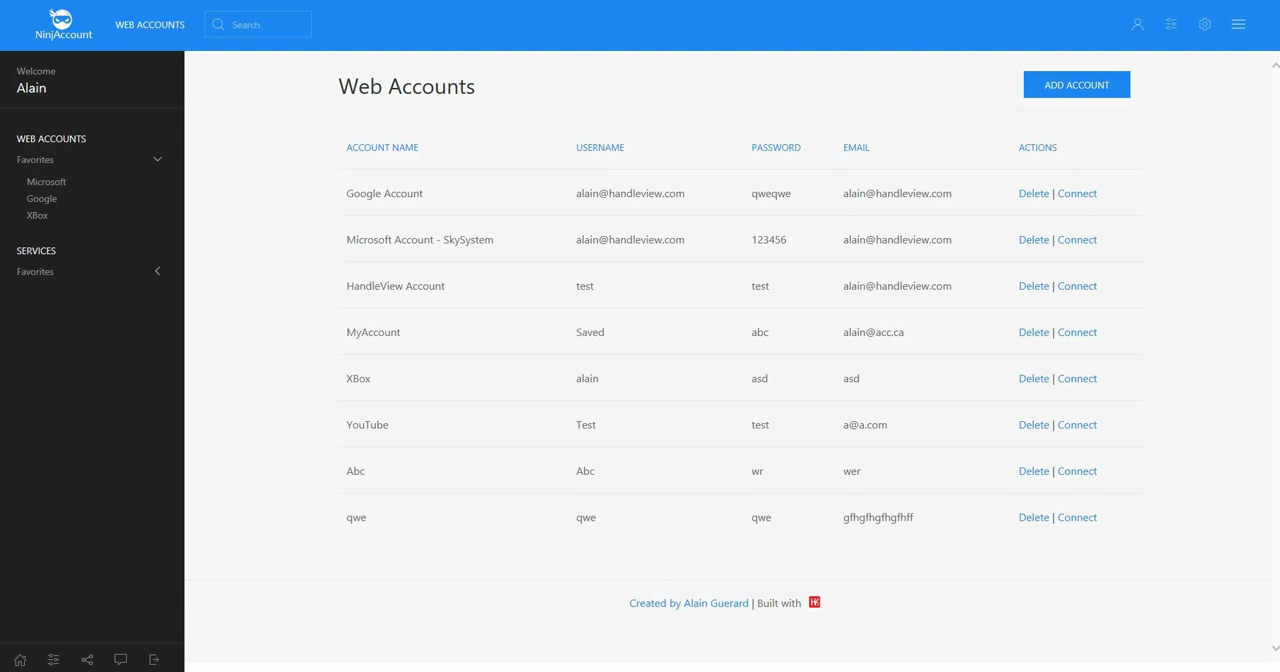 NinjAccount WEB ACCOUNTS Search
Welcome
Alain
WEB ACCOUNTS
Favorites
Microsoft
Google
XBox
SERVICES
Favorites
Web Accounts ADD ACCOUNT
ACCOUNT NAME USERNAME PASSWORD EMAIL ACTIONS
Google Account alain@handleview.com qweqwe alain@handleview.com Delete | Connect
Microsoft Account - SkySystem alain@handleview.com 123456 alain@handleview.com Delete | Connect
HandleView Account test test alain@handleview.com Delete | Connect
MyAccount Saved abc alain@acc.ca Delete | Connect
XBox alain asd asd Delete | Connect
YouTube Test test a@a.com Delete | Connect
Abc Abc wr wer Delete | Connect
qwe qwe qwe gfhgfhgfhgfhff Delete | Connect
Created by Alain Guerard | Built with